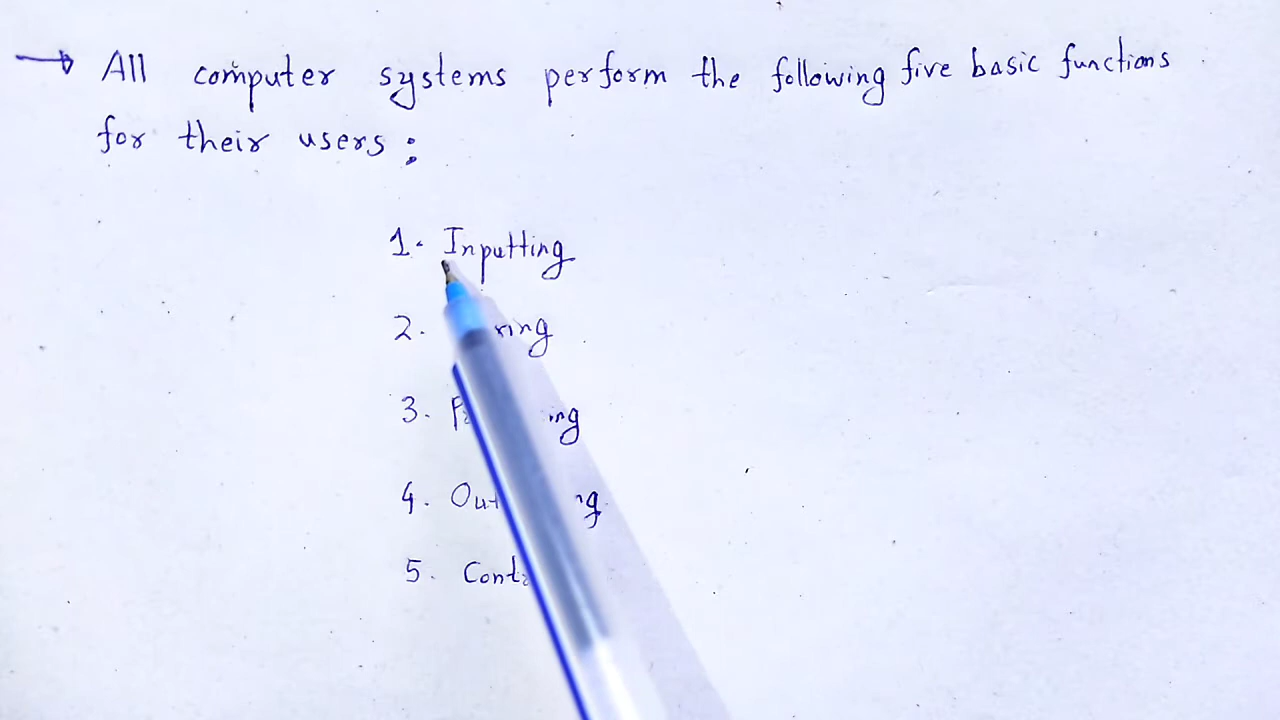 → All computer systems perform the following five basic functions
for their users :
1. Inputting
2.
3.
4.
5.